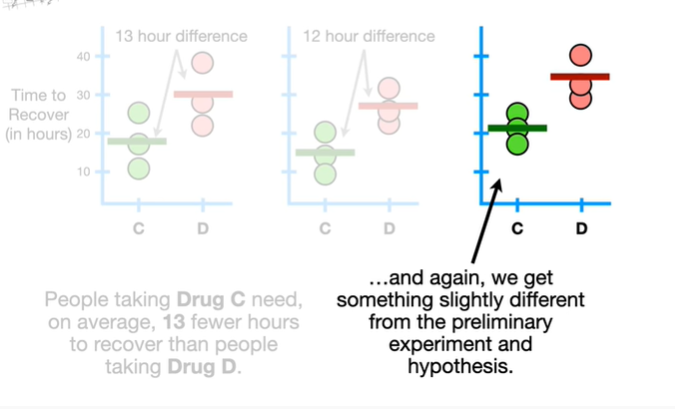 13 hour difference
12 hour difference
40
30
20
10
Time to
Recover
(in hours)
C
D
C
D
C
D
People taking Drug C need,
on average, 13 fewer hours
to recover than people
taking Drug D.
...and again, we get
something slightly different
from the preliminary
experiment and
hypothesis.